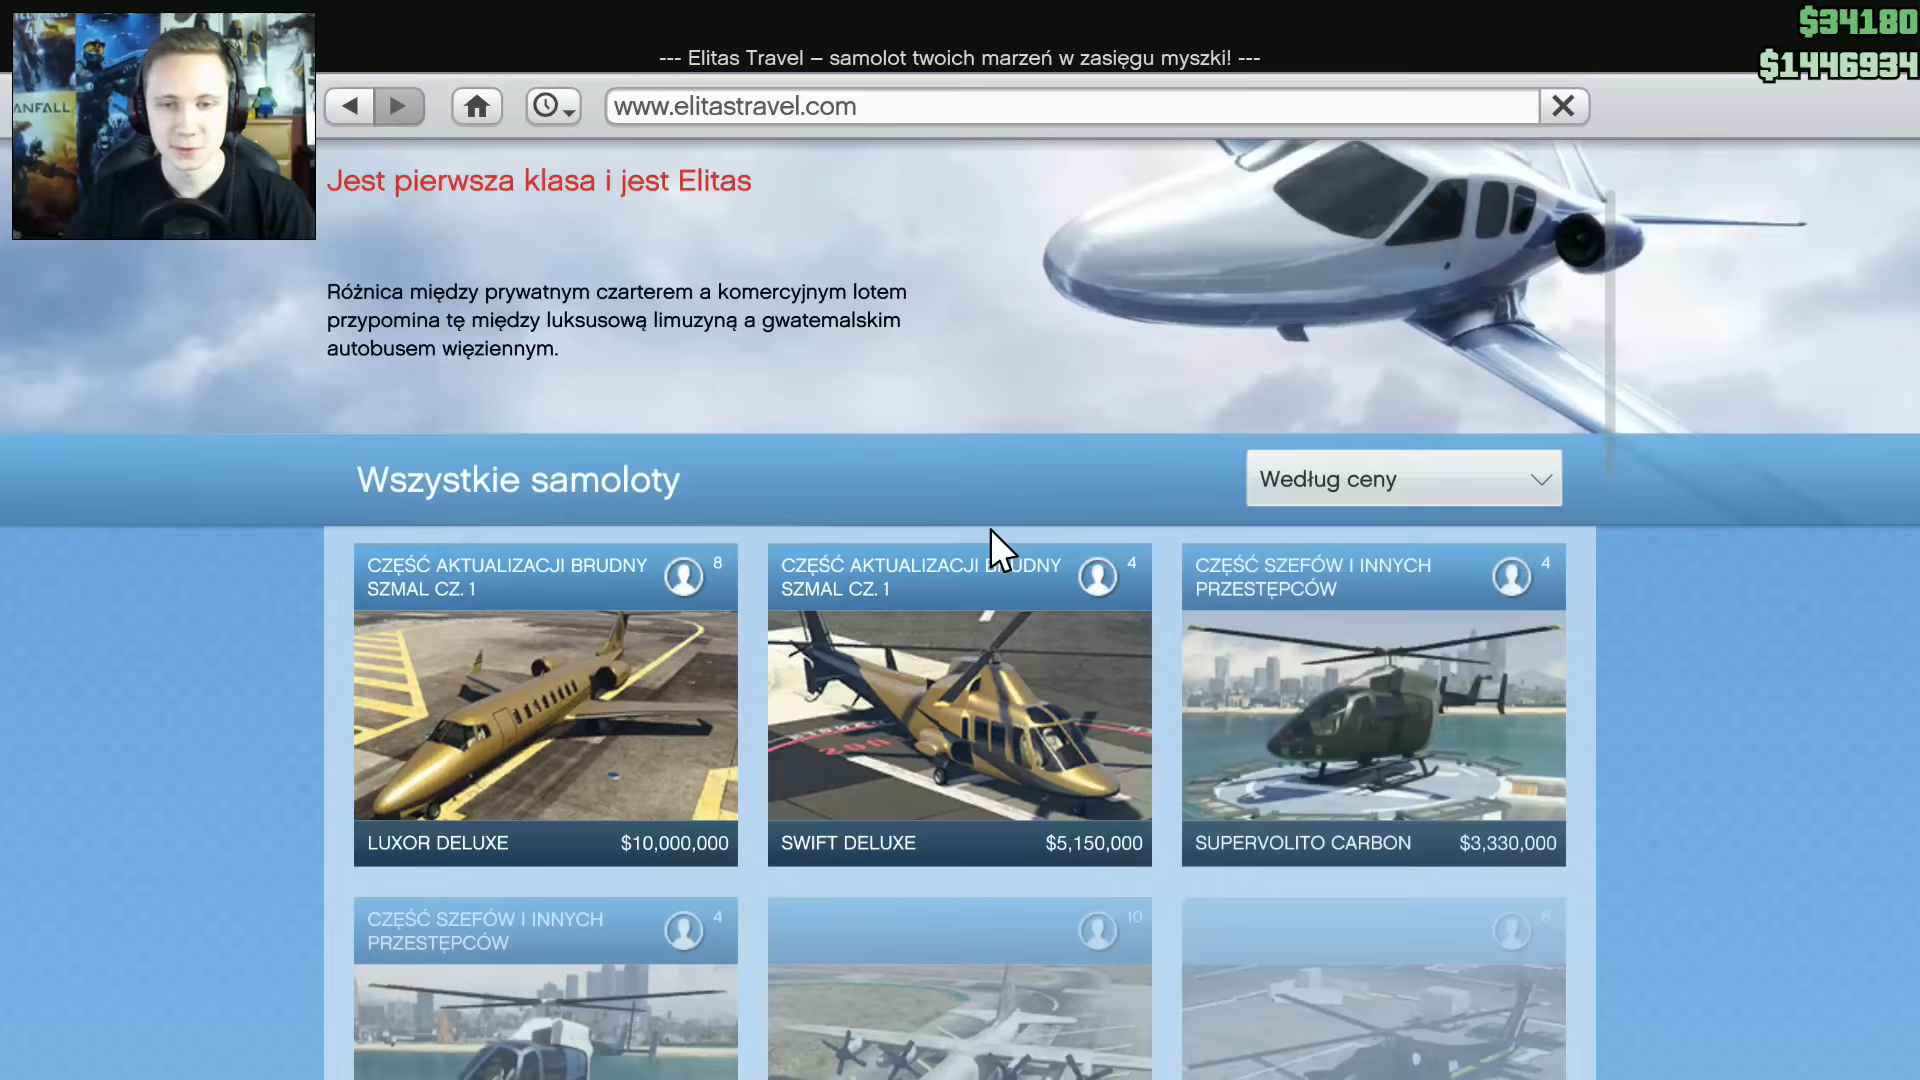 $34180
--- Elitas Travel – samolot twoich marzeń w zasięgu myszki! ---
$1446934
ANFALL
www.elitastravel.com
Jest pierwsza klasa i jest Elitas
Różnica między prywatnym czarterem a komercyjnym lotem
przypomina tę między luksusową limuzyną a gwatemalskim
autobusem więziennym.
Wszystkie samoloty
Według ceny
CZĘŚĆ AKTUALIZACJI BRUDNY
SZMAL CZ. 1
8
CZĘŚĆ AKTUALIZACJI BRUDNY
SZMAL CZ. 1
4
CZĘŚĆ SZEFÓW I INNYCH
PRZESTĘPCÓW
4
LUXOR DELUXE
$10,000,000
SWIFT DELUXE
$5,150,000
SUPERVOLITO CARBON
$3,330,000
CZĘŚĆ SZEFÓW I INNYCH
PRZESTĘPCÓW
4
10
6